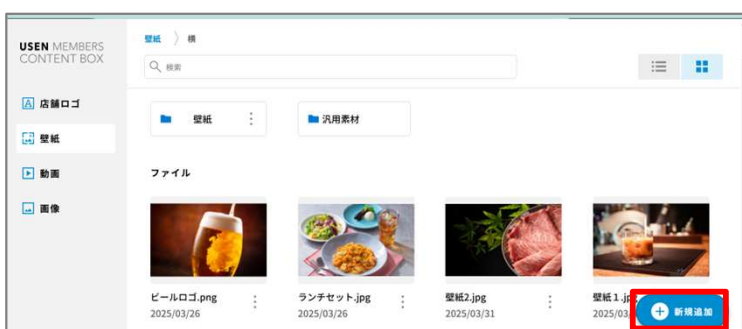 USEN MEMBERS
CONTENT BOX
壁紙 〉 横
検索
店舗ロゴ
壁紙
動画
画像
壁紙
汎用素材
ファイル
ビールロゴ.png
2025/03/26
ランチセット.jpg
2025/03/26
壁紙2.jpg
2025/03/31
壁紙１.jp
2025/03
新規追加